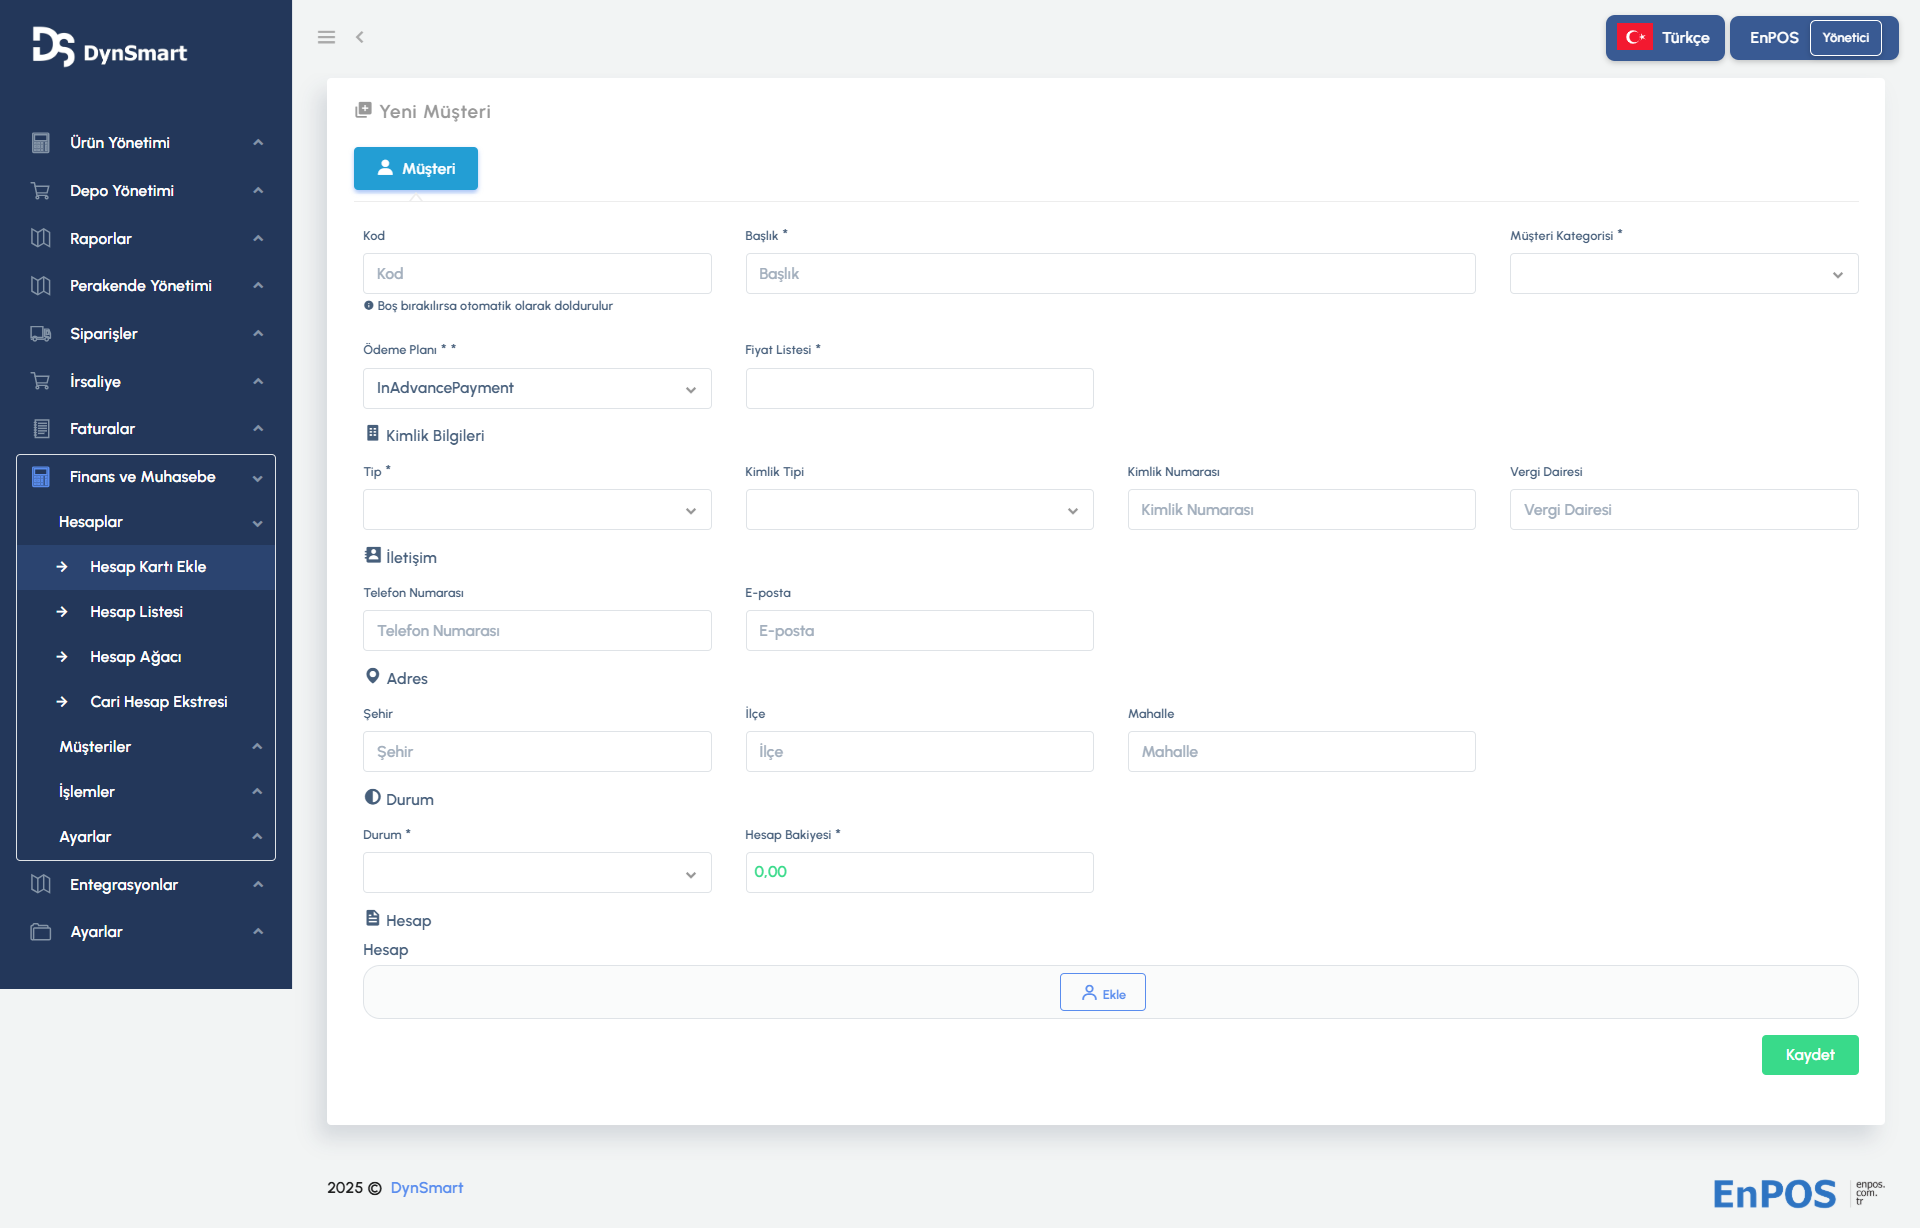 DS DynSmart
Türkçe
EnPOS Yönetici
Ürün Yönetimi
Depo Yönetimi
Raporlar
Perakende Yönetimi
Siparişler
İrsaliye
Faturalar
Finans ve Muhasebe
Hesaplar
Hesap Kartı Ekle
Hesap Listesi
Hesap Ağacı
Cari Hesap Ekstresi
Müşteriler
İşlemler
Ayarlar
Entegrasyonlar
Ayarlar
Yeni Müşteri
Müşteri
Kod Başlık * Müşteri Kategorisi *
Kod Başlık
Boş bırakılırsa otomatik olarak doldurulur
Ödeme Planı * * Fiyat Listesi *
InAdvancePayment
Kimlik Bilgileri
Tip * Kimlik Tipi Kimlik Numarası Vergi Dairesi
Kimlik Numarası Vergi Dairesi
İletişim
Telefon Numarası E-posta
Telefon Numarası E-posta
Adres
Şehir İlçe Mahalle
Şehir İlçe Mahalle
Durum
Durum * Hesap Bakiyesi *
0,00
Hesap
Hesap
Ekle
Kaydet
2025 © DynSmart
EnPOS
enpos.
com.
tr